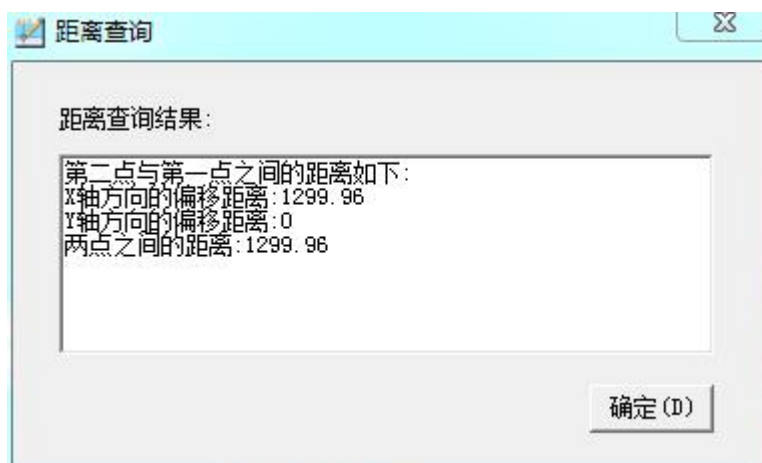 距离查询
距离查询结果:
第二点与第一点之间的距离如下:
X轴方向的偏移距离:1299.96
Y轴方向的偏移距离:0
两点之间的距离:1299.96
确定(D)